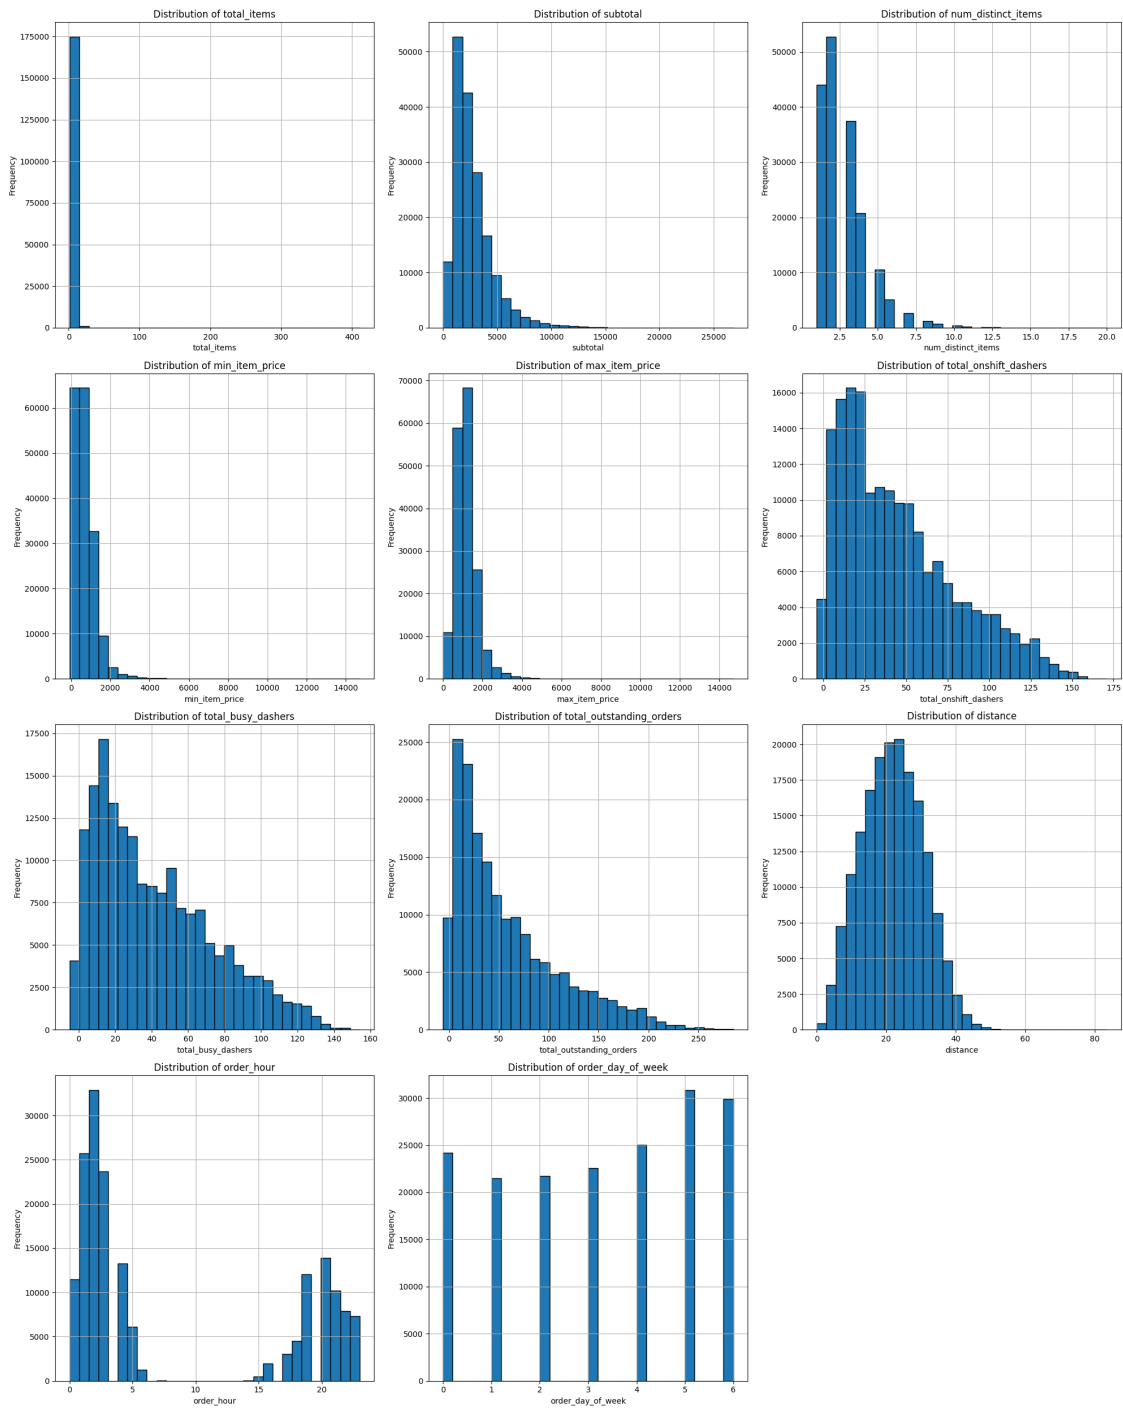 Distribution of total_items
Frequency
175000
150000
125000
100000
75000
50000
25000
0
0 100 200 300 400
total_items
Distribution of subtotal
Frequency
50000
40000
30000
20000
10000
0
0 5000 10000 15000 20000 25000
subtotal
Distribution of num_distinct_items
Frequency
50000
40000
30000
20000
10000
0
2.5 5.0 7.5 10.0 12.5 15.0 17.5 20.0
num_distinct_items
Distribution of min_item_price
Frequency
60000
50000
40000
30000
20000
10000
0
0 2000 4000 6000 8000 10000 12000 14000
min_item_price
Distribution of max_item_price
Frequency
70000
60000
50000
40000
30000
20000
10000
0
0 2000 4000 6000 8000 10000 12000 14000
max_item_price
Distribution of total_onshift_dashers
Frequency
16000
14000
12000
10000
8000
6000
4000
2000
0
0 25 50 75 100 125 150 175
total_onshift_dashers
Distribution of total_busy_dashers
Frequency
17500
15000
12500
10000
7500
5000
2500
0
0 20 40 60 80 100 120 140 160
total_busy_dashers
Distribution of total_outstanding_orders
Frequency
25000
20000
15000
10000
5000
0
0 50 100 150 200 250
total_outstanding_orders
Distribution of distance
Frequency
20000
17500
15000
12500
10000
7500
5000
2500
0
0 20 40 60 80
distance
Distribution of order_hour
Frequency
30000
25000
20000
15000
10000
5000
0
0 5 10 15 20
order_hour
Distribution of order_day_of_week
Frequency
30000
25000
20000
15000
10000
5000
0
0 1 2 3 4 5 6
order_day_of_week